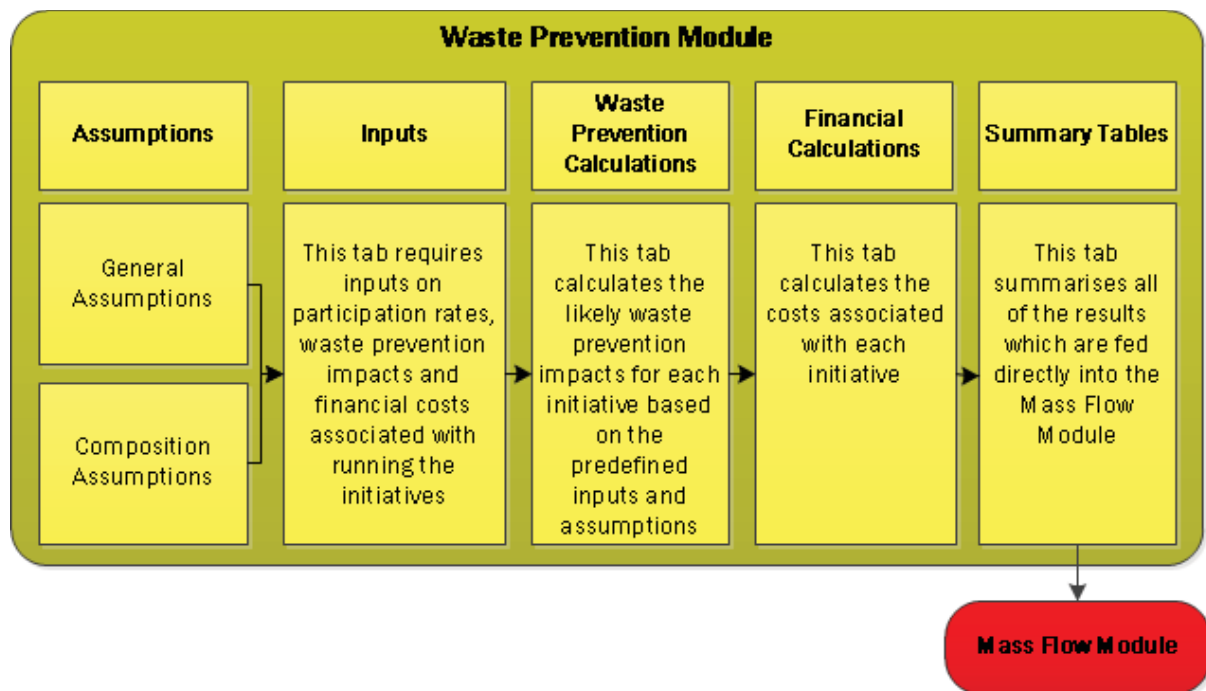 Waste Prevention Module
Assumptions
Inputs
Waste
Prevention
Calculations
Financial
Calculations
Summary Tables
General
Assumptions
Composition
Assumptions
This tab requires
inputs on
participation rates,
waste prevention
impacts and
financial costs
associated with
running the
initiatives
This tab
calculates the
likely waste
prevention
impacts for each
initiative based
on the
predefined
inputs and
assumptions
This tab
calculates the
costs associated
with each
initiative
This tab
summarises all
of the results
which are fed
directly into the
Mass Flow
Module
Mass Flow Module